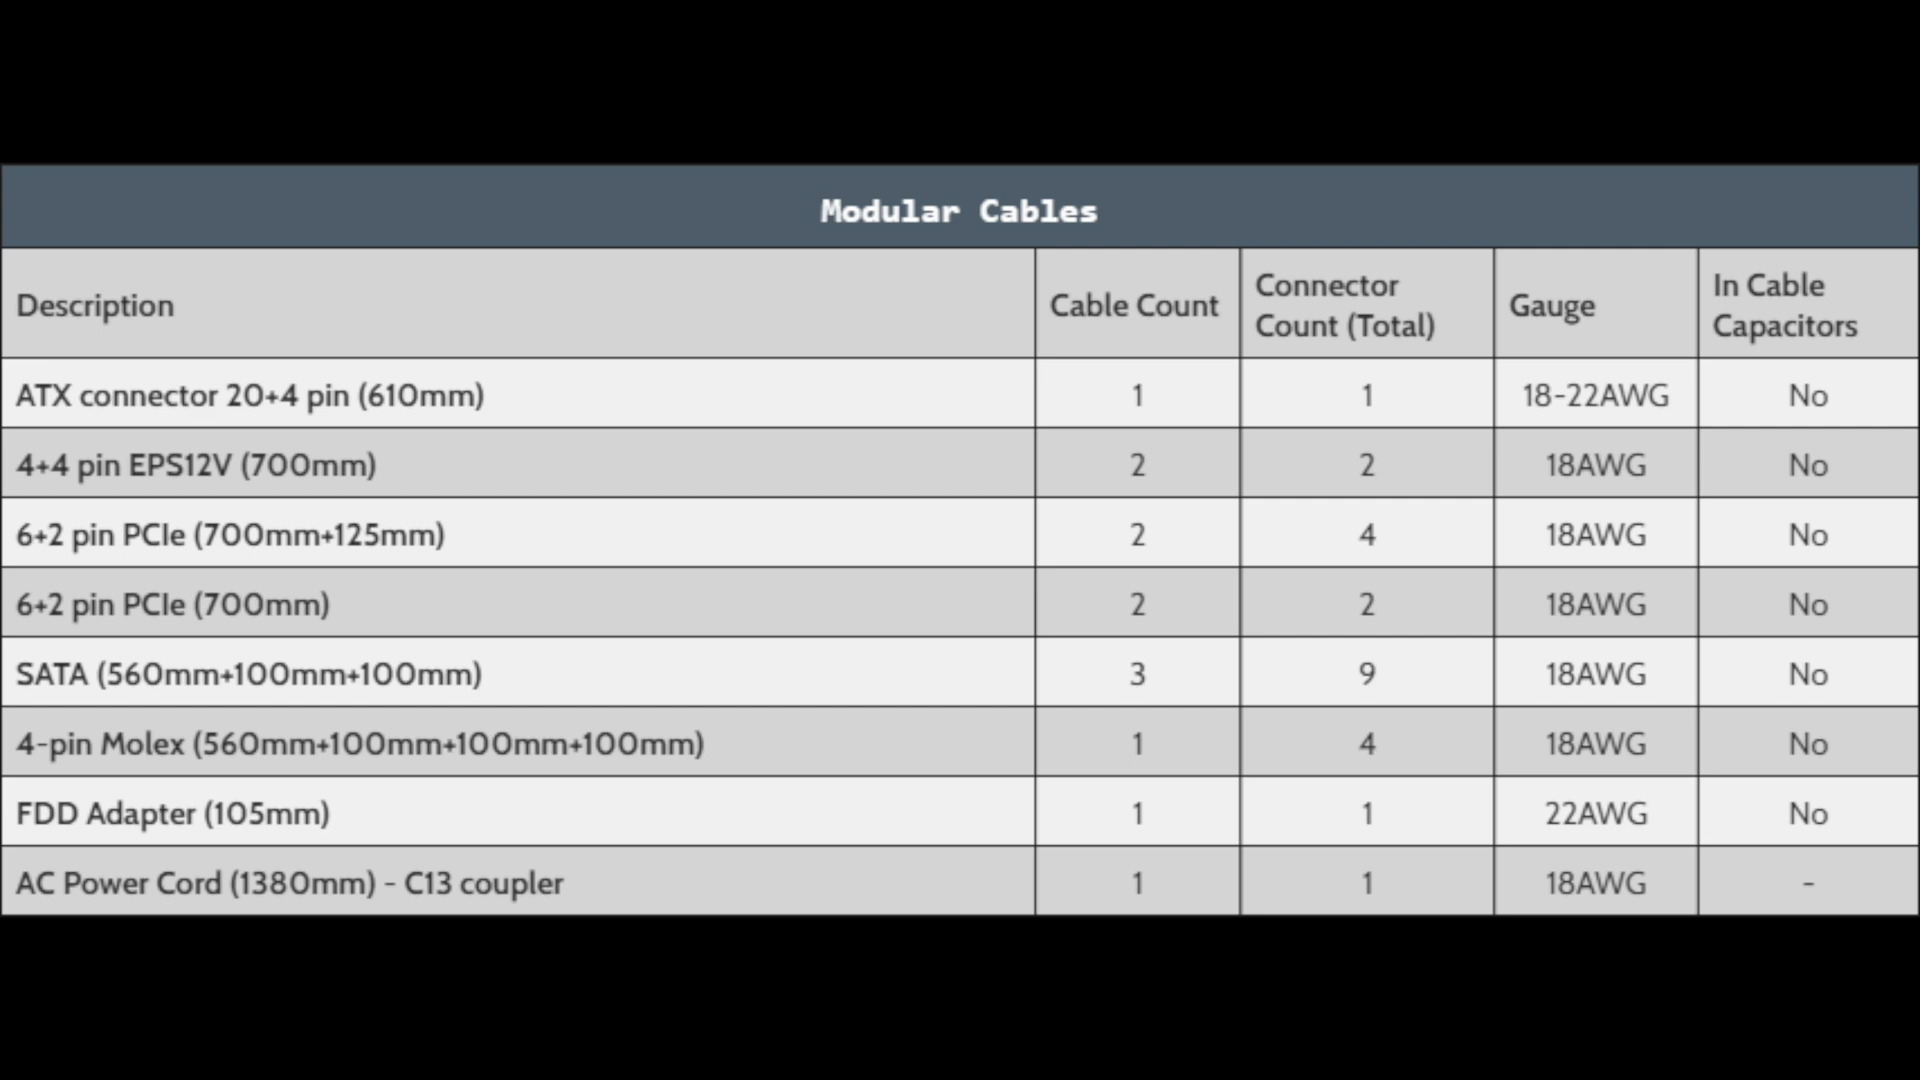 Modular Cables
Description Cable Count Connector Count (Total) Gauge In Cable Capacitors
ATX connector 20+4 pin (610mm) 1 1 18-22AWG No
4+4 pin EPS12V (700mm) 2 2 18AWG No
6+2 pin PCIe (700mm+125mm) 2 4 18AWG No
6+2 pin PCIe (700mm) 2 2 18AWG No
SATA (560mm+100mm+100mm) 3 9 18AWG No
4-pin Molex (560mm+100mm+100mm+100mm) 1 4 18AWG No
FDD Adapter (105mm) 1 1 22AWG No
AC Power Cord (1380mm) - C13 coupler 1 1 18AWG -